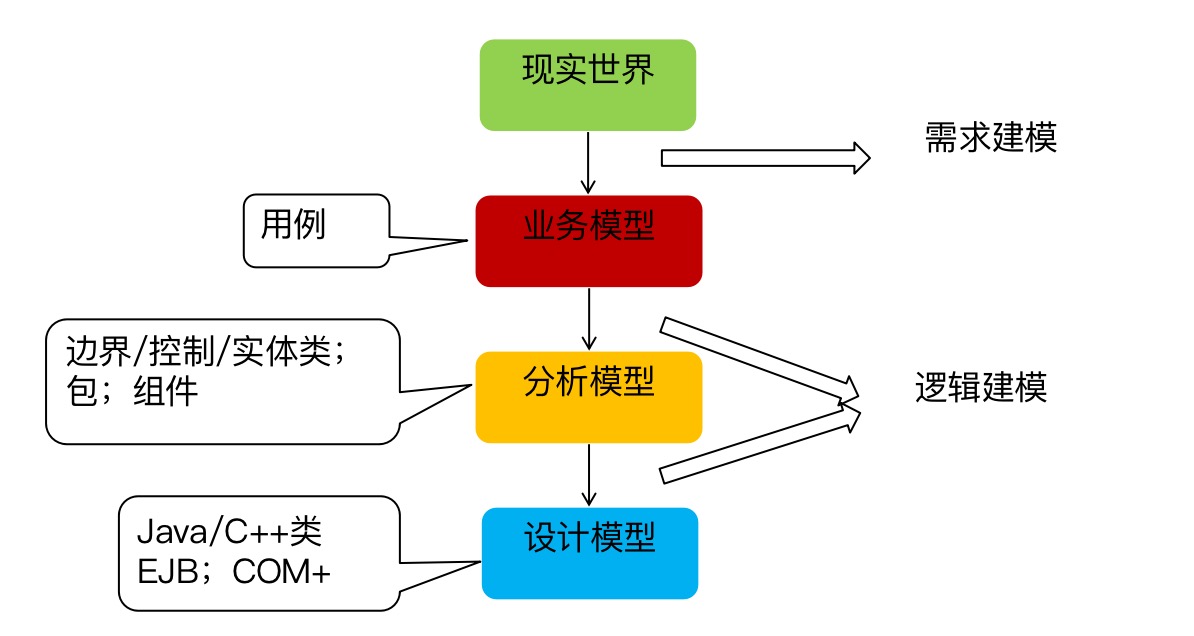 现实世界
需求建模
业务模型
用例
边界/控制/实体类；
包；组件
分析模型
逻辑建模
设计模型
Java/C++类
EJB；COM+